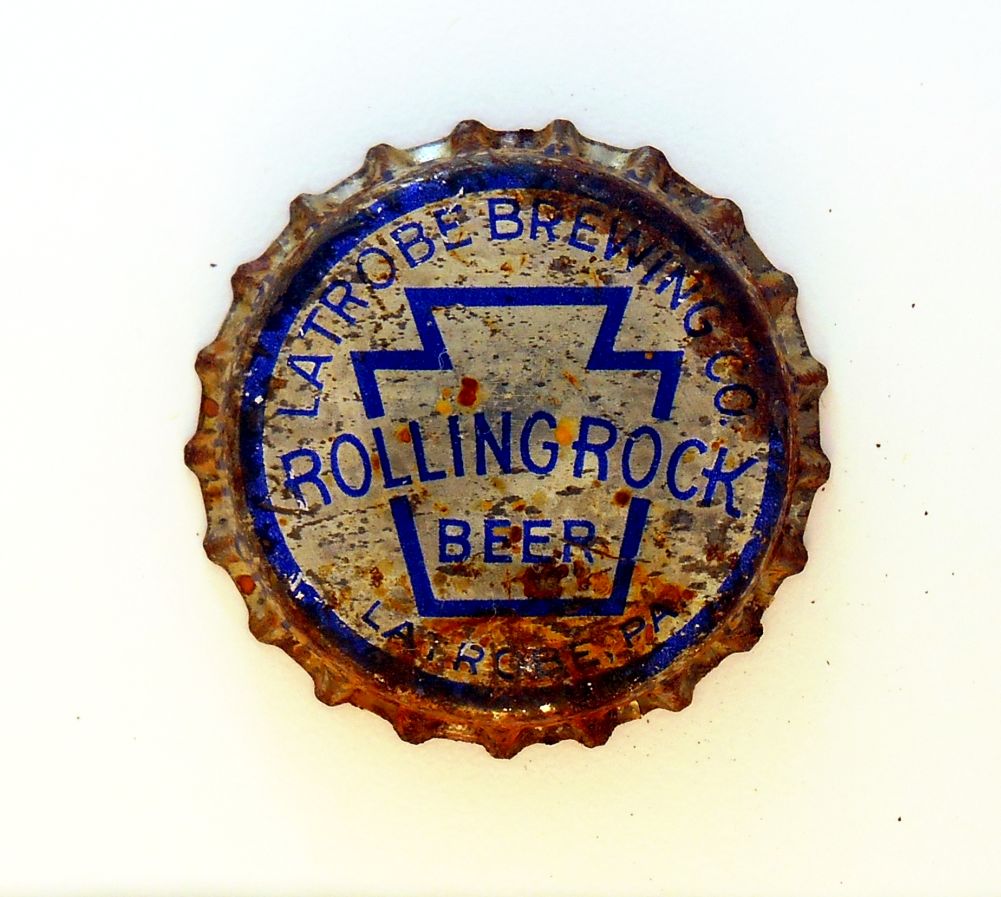 LATROBE BREWING CO.
ROLLING ROCK
BEER
LATROBE, PA.